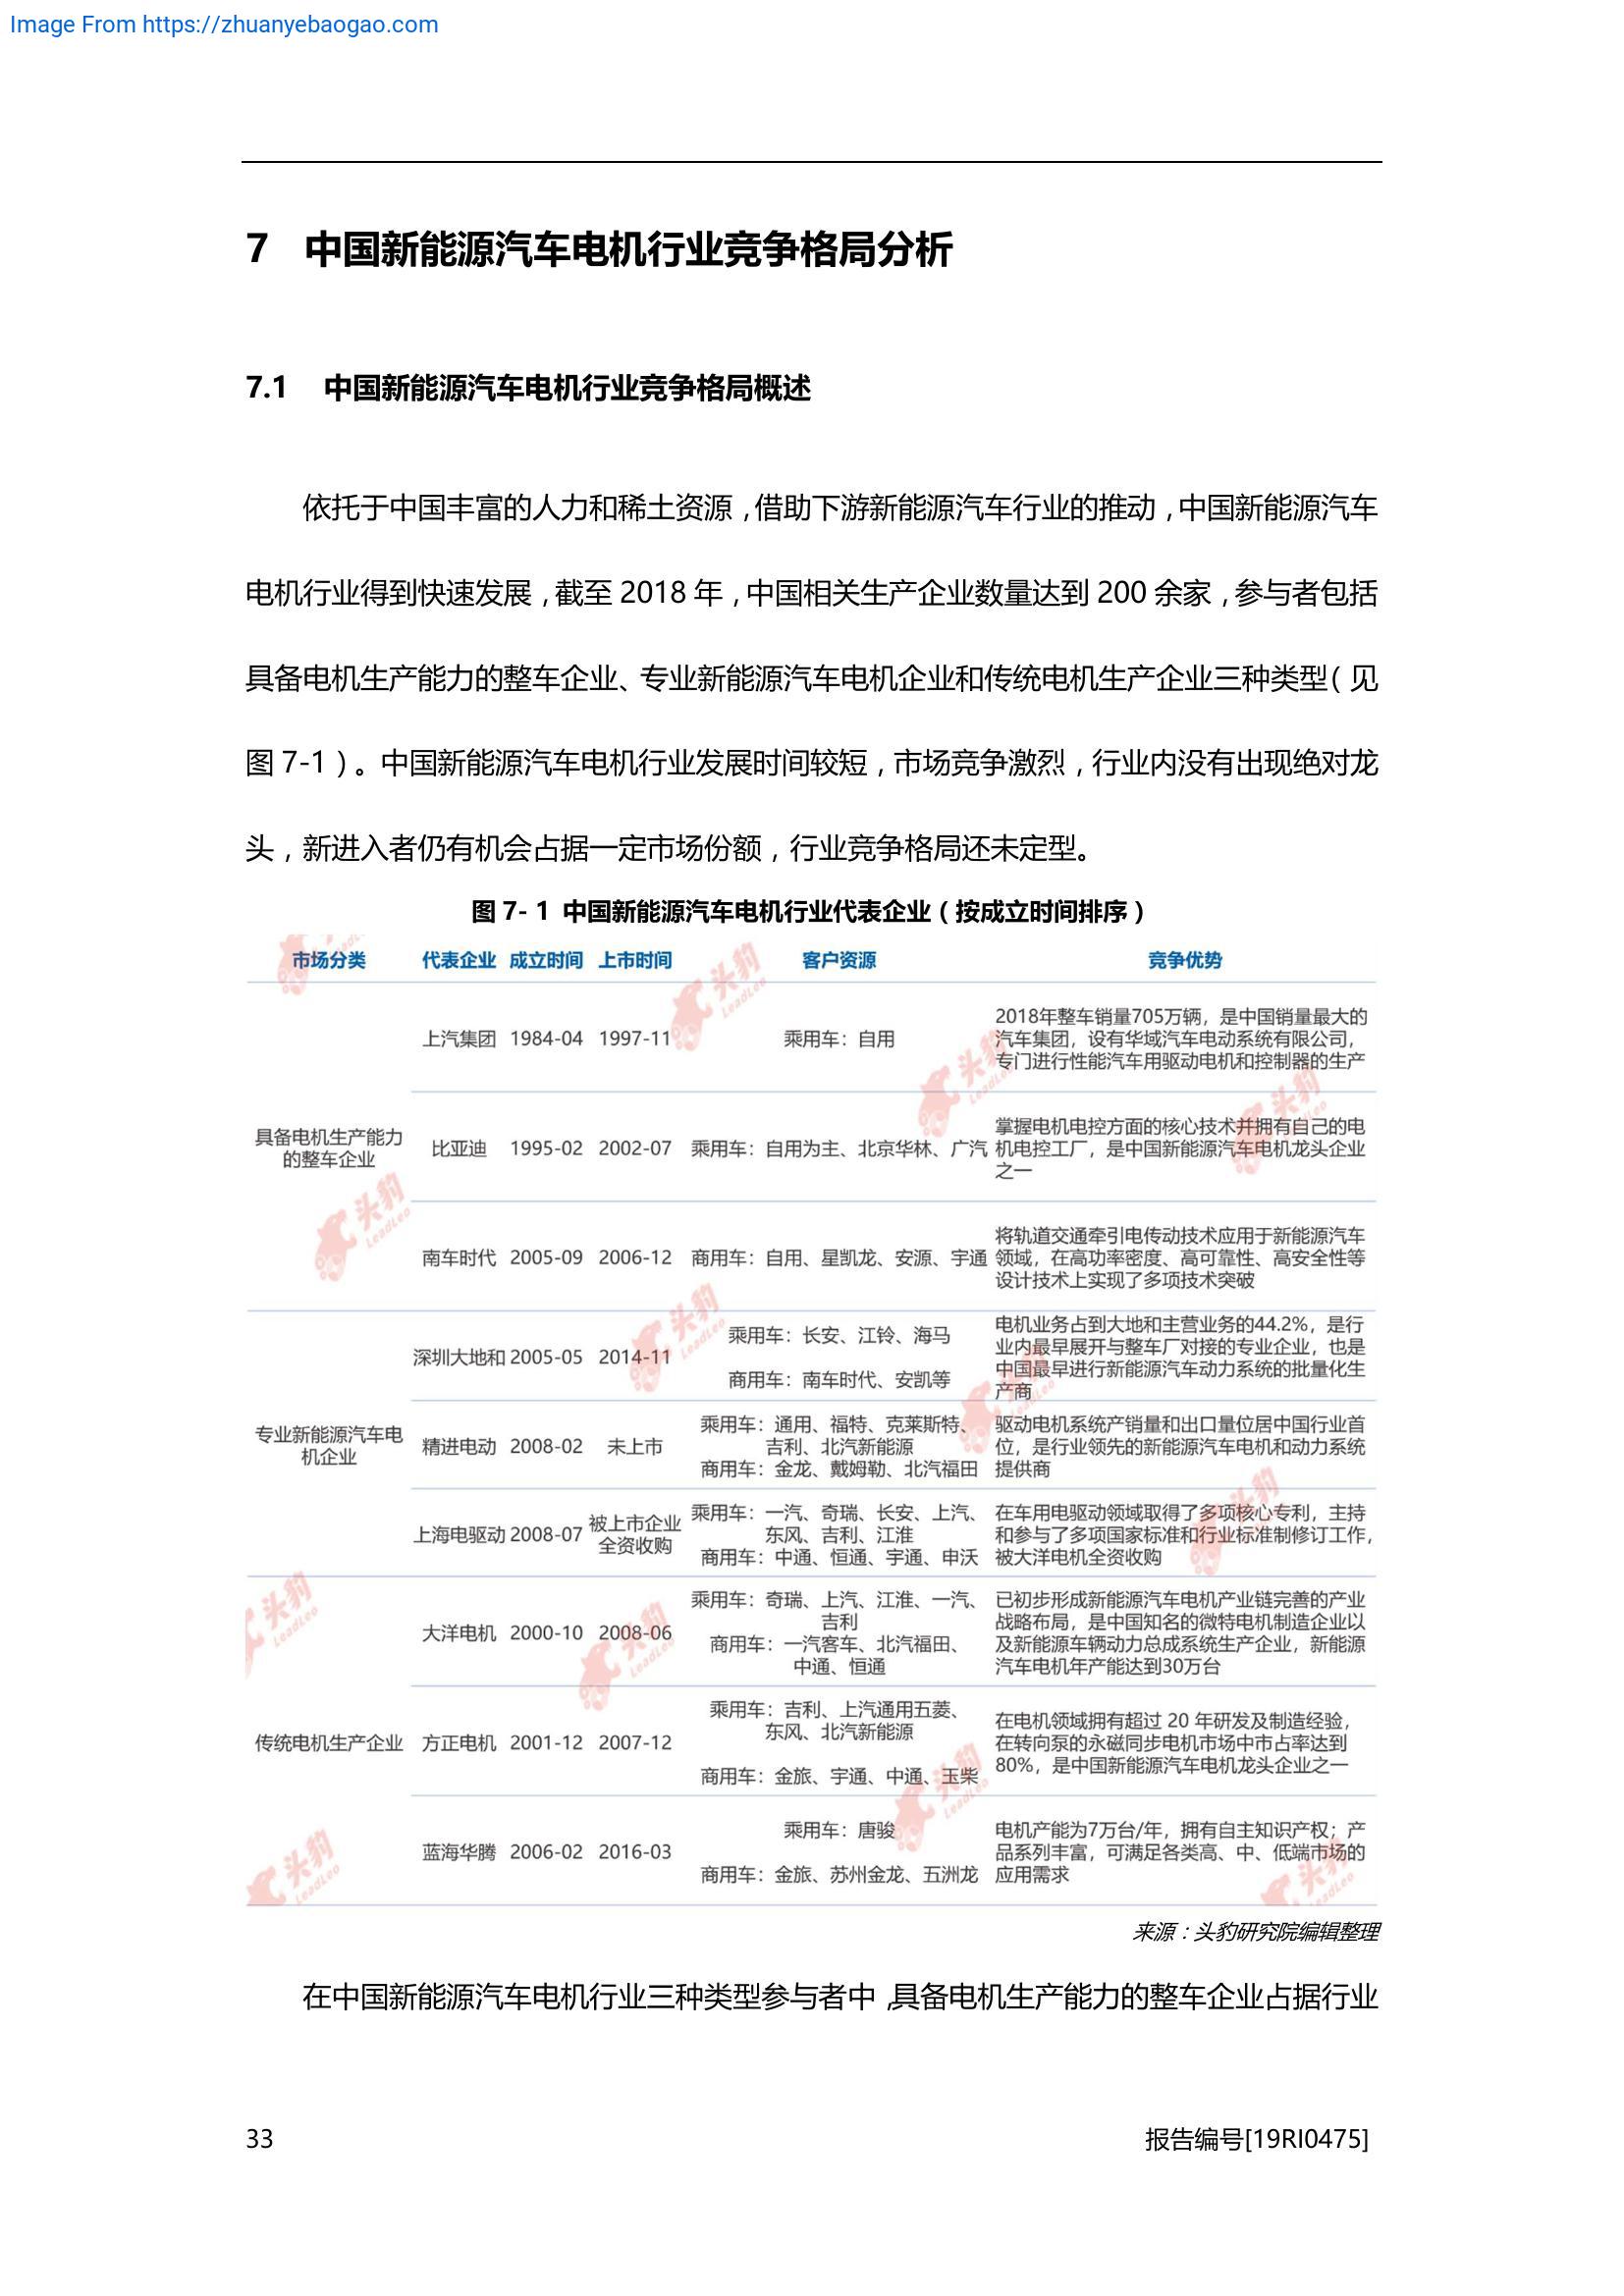 Image From https://zhuanyebaogao.com
7 中国新能源汽车电机行业竞争格局分析
7.1 中国新能源汽车电机行业竞争格局概述
依托于中国丰富的人力和稀土资源，借助下游新能源汽车行业的推动，中国新能源汽车
电机行业得到快速发展，截至 2018 年，中国相关生产企业数量达到 200 余家，参与者包括
具备电机生产能力的整车企业、专业新能源汽车电机企业和传统电机生产企业三种类型（见
图 7-1）。中国新能源汽车电机行业发展时间较短，市场竞争激烈，行业内没有出现绝对龙
头，新进入者仍有机会占据一定市场份额，行业竞争格局还未定型。
图 7- 1 中国新能源汽车电机行业代表企业（按成立时间排序）
市场分类 代表企业 成立时间 上市时间 客户资源 竞争优势
具备电机生产能力
的整车企业
上汽集团 1984-04 1997-11 乘用车：自用
2018年整车销量705万辆，是中国销量最大的
汽车集团，设有华域汽车电动系统有限公司，
专门进行性能汽车用驱动电机和控制器的生产
比亚迪 1995-02 2002-07 乘用车：自用为主、北京华林、广汽
掌握电机电控方面的核心技术并拥有自己的电
机电控工厂，是中国新能源汽车电机龙头企业
之一
南车时代 2005-09 2006-12 商用车：自用、星凯龙、安源、宇通
将轨道交通牵引电传动技术应用于新能源汽车
领域，在高功率密度、高可靠性、高安全性等
设计技术上实现了多项技术突破
专业新能源汽车电
机企业
深圳大地和 2005-05 2014-11
乘用车：长安、江铃、海马
商用车：南车时代、安凯等
电机业务占到大地和主营业务的44.2%，是行
业内最早展开与整车厂对接的专业企业，也是
中国最早进行新能源汽车动力系统的批量化生
产商
精进电动 2008-02 未上市
乘用车：通用、福特、克莱斯特、
吉利、北汽新能源
商用车：金龙、戴姆勒、北汽福田
驱动电机系统产销量和出口量位居中国行业首
位，是行业领先的新能源汽车电机和动力系统
提供商
上海电驱动 2008-07
被上市企业
全资收购
乘用车：一汽、奇瑞、长安、上汽、
东风、吉利、江淮
商用车：中通、恒通、宇通、申沃
在车用电驱动领域取得了多项核心专利，主持
和参与了多项国家标准和行业标准制修订工作，
被大洋电机全资收购
传统电机生产企业
大洋电机 2000-10 2008-06
乘用车：奇瑞、上汽、江淮、一汽、
吉利
商用车：一汽客车、北汽福田、
中通、恒通
已初步形成新能源汽车电机产业链完善的产业
战略布局，是中国知名的微特电机制造企业以
及新能源车辆动力总成系统生产企业，新能源
汽车电机年产能达到30万台
方正电机 2001-12 2007-12
乘用车：吉利、上汽通用五菱、
东风、北汽新能源
商用车：金旅、宇通、中通、玉柴
在电机领域拥有超过 20 年研发及制造经验，
在转向泵的永磁同步电机市场中市占率达到
80%，是中国新能源汽车电机龙头企业之一
蓝海华腾 2006-02 2016-03
乘用车：唐骏
商用车：金旅、苏州金龙、五洲龙
电机产能为7万台/年，拥有自主知识产权；产
品系列丰富，可满足各类高、中、低端市场的
应用需求
来源：头豹研究院编辑整理
在中国新能源汽车电机行业三种类型参与者中，具备电机生产能力的整车企业占据行业
33
报告编号[19RI0475]